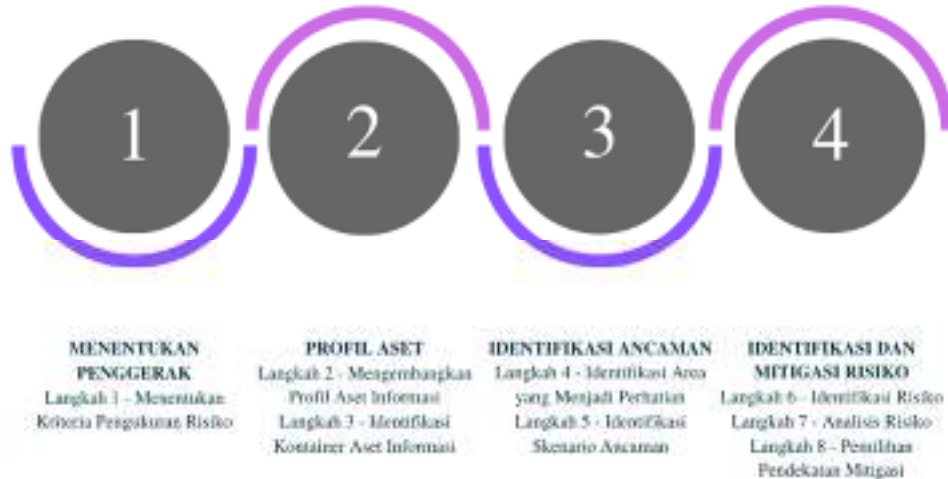 1
2
3
4
MENENTUKAN
PENGGERAK
Langkah 1 - Menentukan
Kriteria Pengukuran Risiko
PROFIL ASET
Langkah 2 - Mengembangkan
Profil Aset Informasi
Langkah 3 - Identifikasi
Kontainer Aset Informasi
IDENTIFIKASI ANCAMAN
Langkah 4 - Identifikasi Area
yang Menjadi Perhatian
Langkah 5 - Identifikasi
Skenario Ancaman
IDENTIFIKASI DAN
MITIGASI RISIKO
Langkah 6 - Identifikasi Risiko
Langkah 7 - Analisis Risiko
Langkah 8 - Pemilihan
Pendekatan Mitigasi